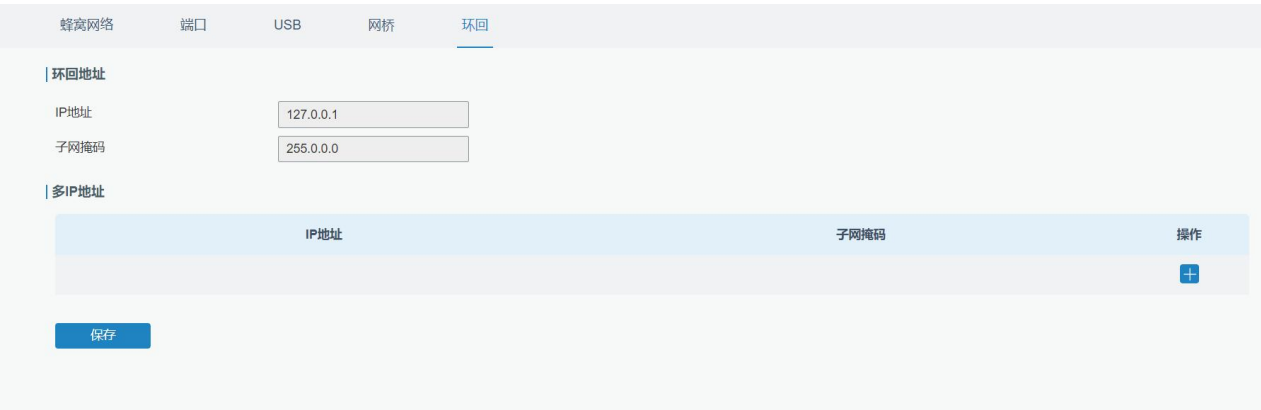 蜂窝网络 端口 USB 网桥 环回
环回地址
IP地址 127.0.0.1
子网掩码 255.0.0.0
多IP地址
IP地址 子网掩码 操作
保存